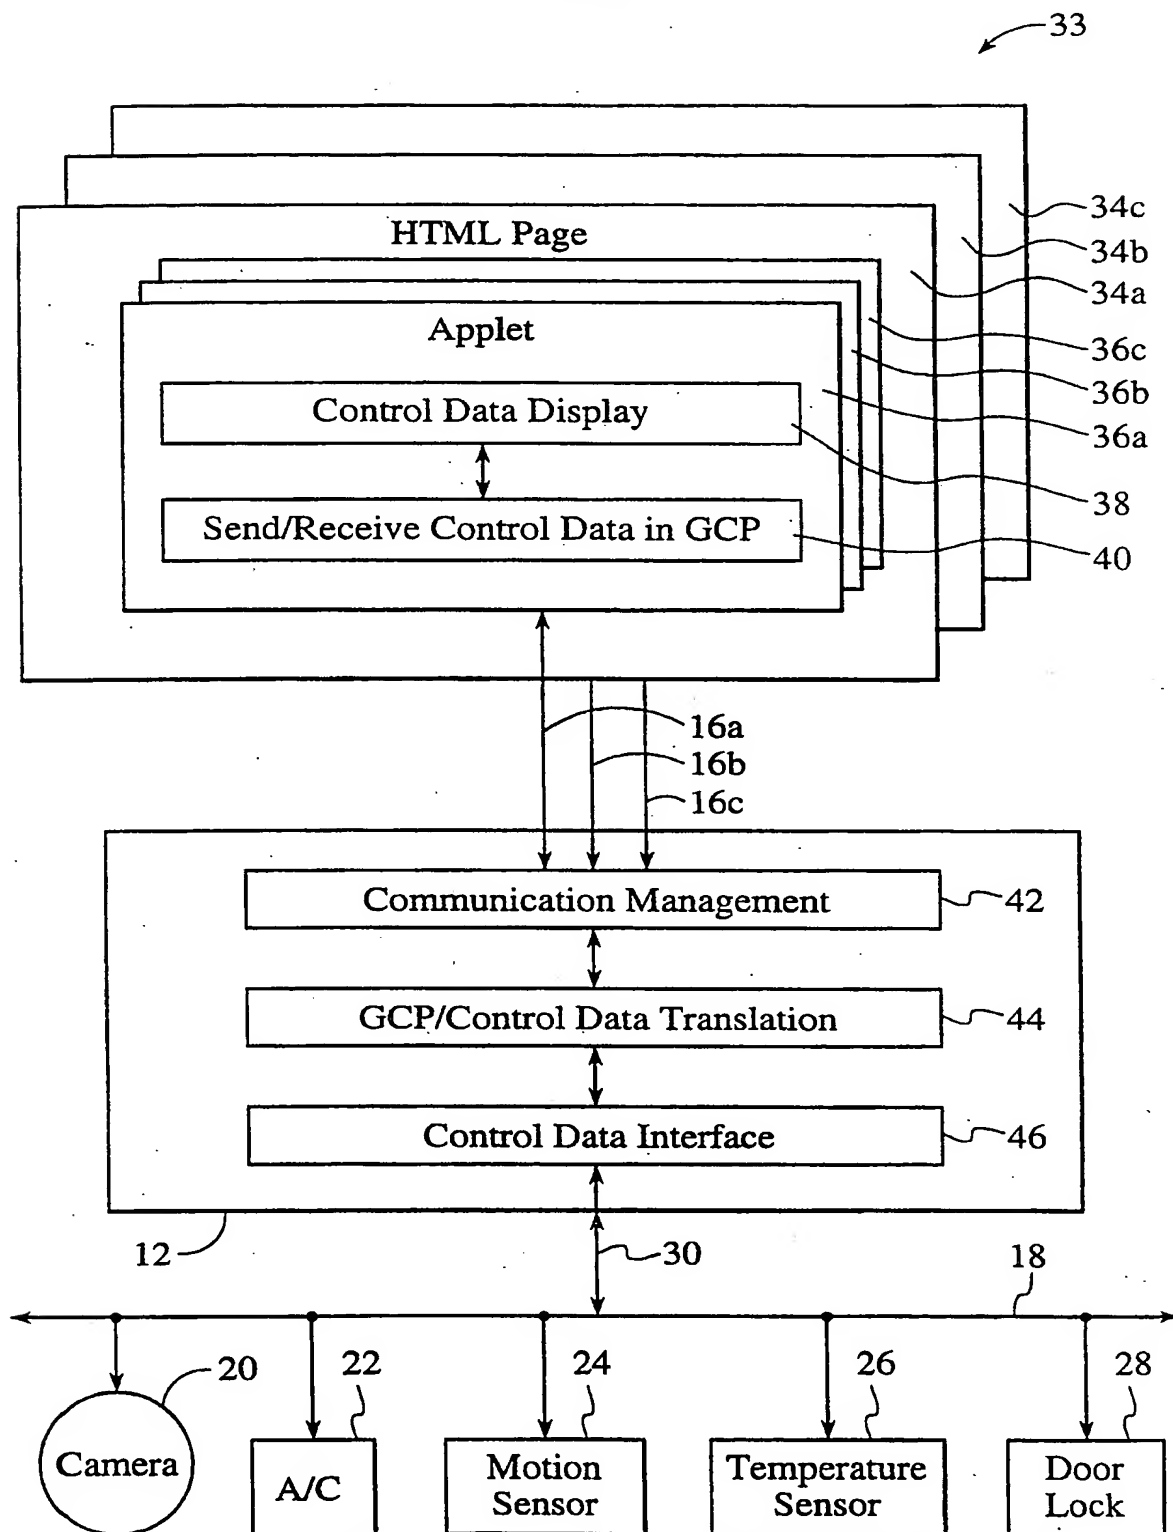 33
HTML Page
34c
34b
34a
Applet
36c
36b
36a
Control Data Display
38
Send/Receive Control Data in GCP
40
16a
16b
16c
Communication Management
42
GCP/Control Data Translation
44
Control Data Interface
46
12
30
18
20
22
24
26
28
Camera
A/C
Motion
Sensor
Temperature
Sensor
Door
Lock